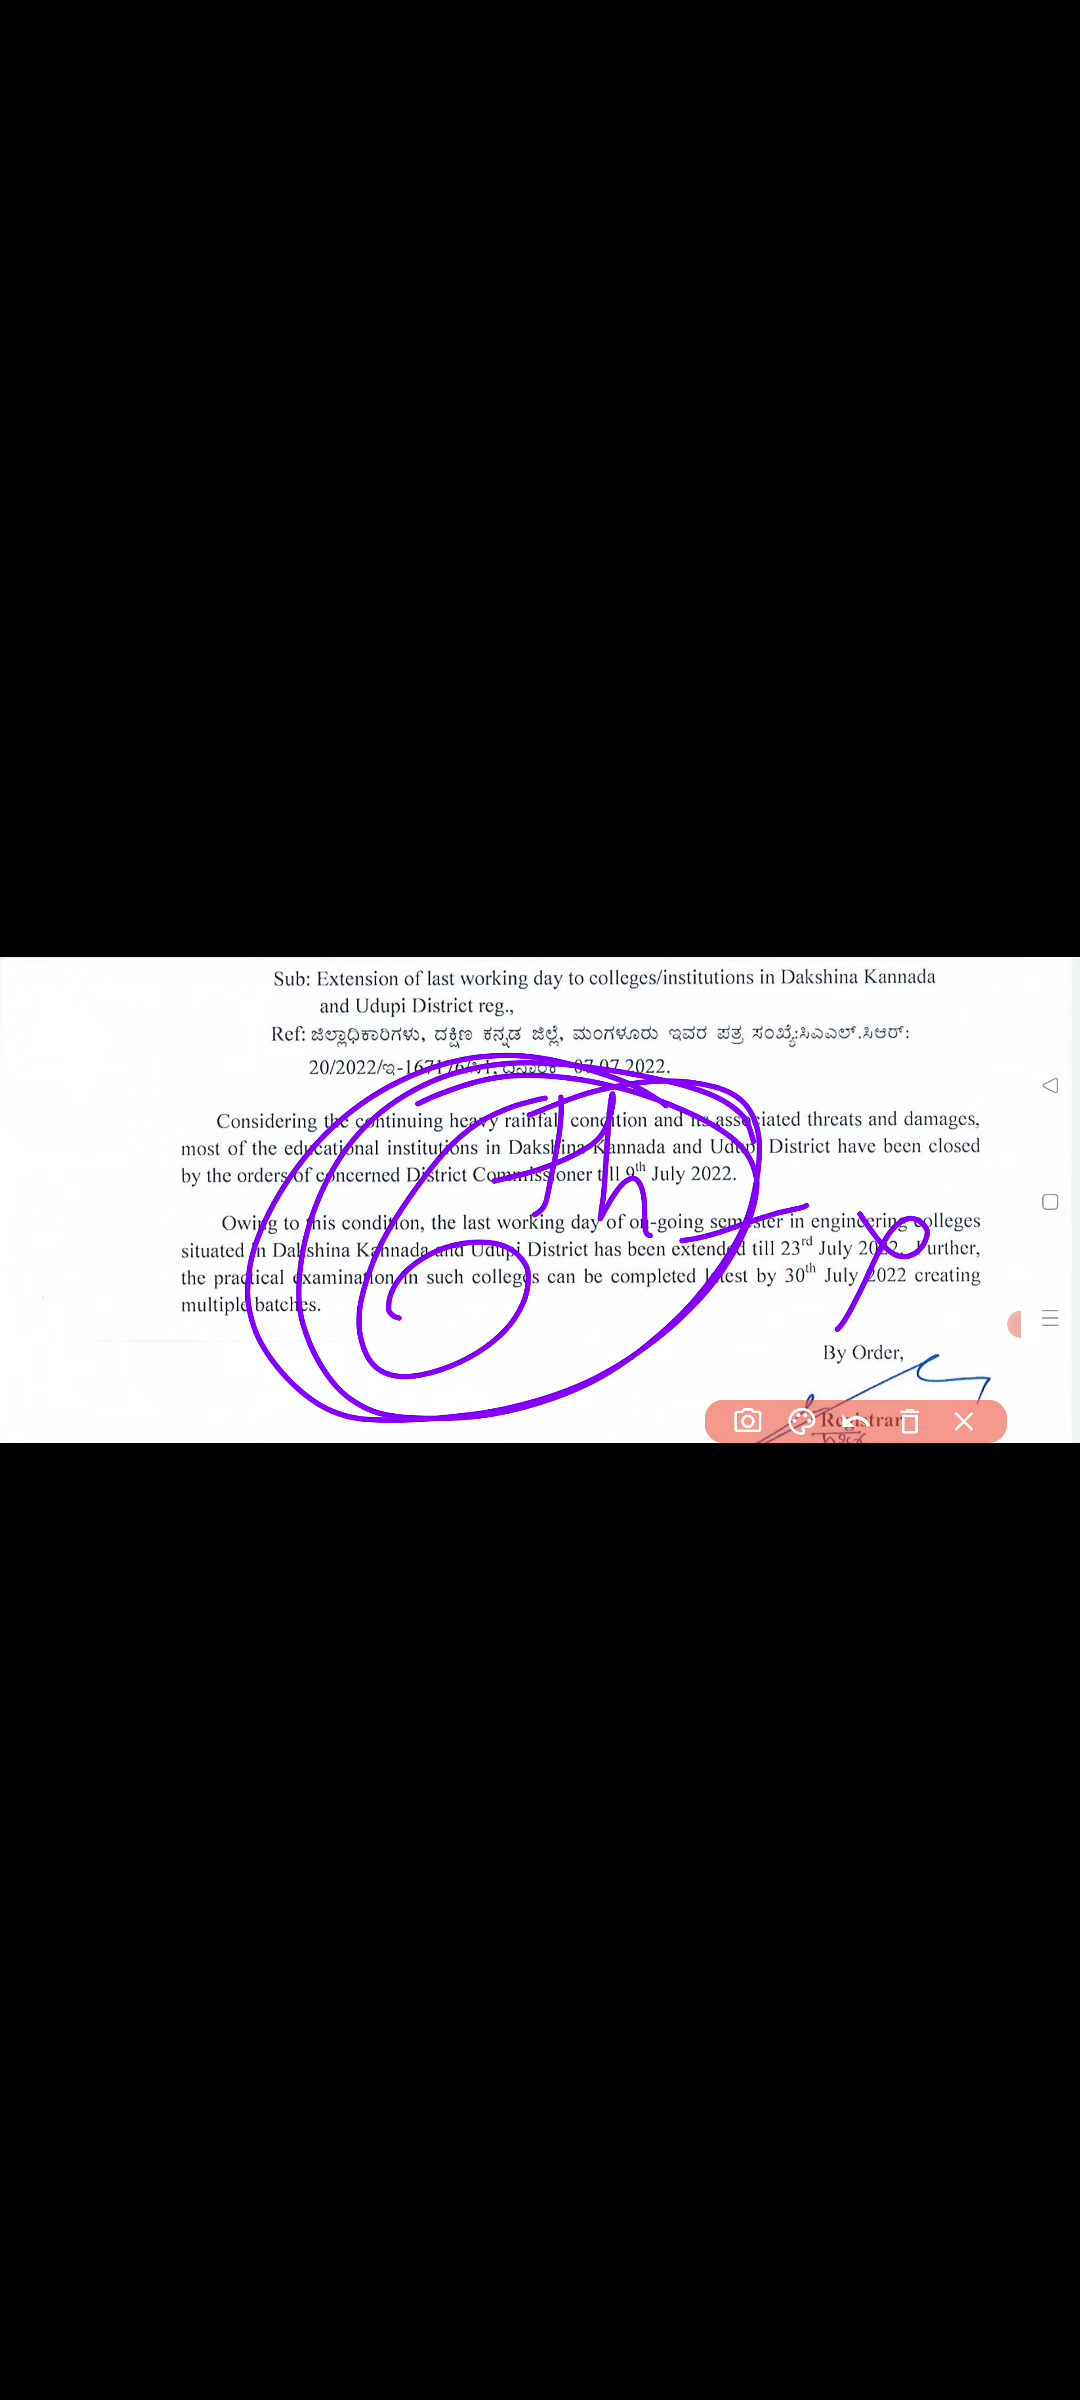 Sub: Extension of last working day to colleges/institutions in Dakshina Kannada
and Udupi District reg.,
Ref: ಜಿಲ್ಲಾಧಿಕಾರಿಗಳು, ದಕ್ಷಿಣ ಕನ್ನಡ ಜಿಲ್ಲೆ, ಮಂಗಳೂರು ಇವರ ಪತ್ರ ಸಂಖ್ಯೆ:ಸಿಎಎಲ್.ಸಿಆರ್:
20/2022/ಇ-167176/ಸಿ1, ದಿನಾಂಕ 07.07.2022.
Considering the continuing heavy rainfall condition and its associated threats and damages,
most of the educational institutions in Dakshina Kannada and Udupi District have been closed
by the orders of concerned District Commissioner till 9th July 2022.
Owing to this condition, the last working day of on-going semester in engineering colleges
situated in Dakshina Kannada and Udupi District has been extended till 23rd July 2022. Further,
the practical examination in such colleges can be completed latest by 30th July 2022 creating
multiple batches.
By Order,
Registrar
6th